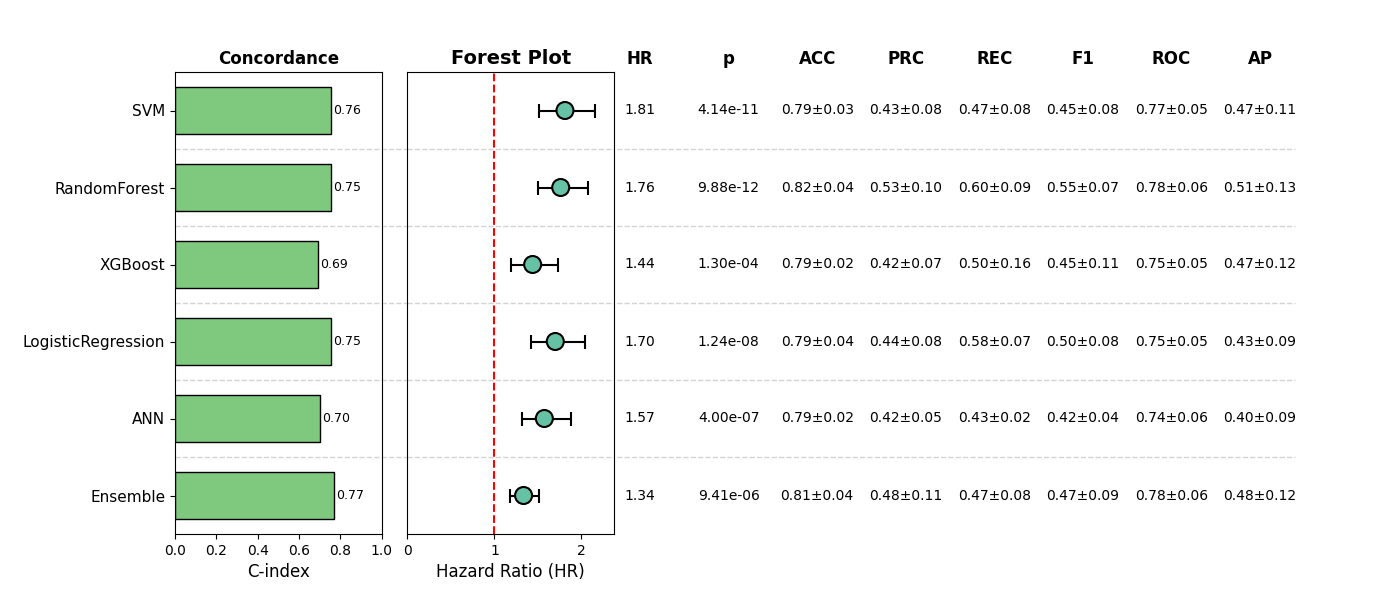 Concordance Forest Plot HR p ACC PRC REC F1 ROC AP
SVM 0.76 1.81 4.14e-11 0.79±0.03 0.43±0.08 0.47±0.08 0.45±0.08 0.77±0.05 0.47±0.11
RandomForest 0.75 1.76 9.88e-12 0.82±0.04 0.53±0.10 0.60±0.09 0.55±0.07 0.78±0.06 0.51±0.13
XGBoost 0.69 1.44 1.30e-04 0.79±0.02 0.42±0.07 0.50±0.16 0.45±0.11 0.75±0.05 0.47±0.12
LogisticRegression 0.75 1.70 1.24e-08 0.79±0.04 0.44±0.08 0.58±0.07 0.50±0.08 0.75±0.05 0.43±0.09
ANN 0.70 1.57 4.00e-07 0.79±0.02 0.42±0.05 0.43±0.02 0.42±0.04 0.74±0.06 0.40±0.09
Ensemble 0.77 1.34 9.41e-06 0.81±0.04 0.48±0.11 0.47±0.08 0.47±0.09 0.78±0.06 0.48±0.12
0.0 0.2 0.4 0.6 0.8 1.0 0 1 2
C-index Hazard Ratio (HR)